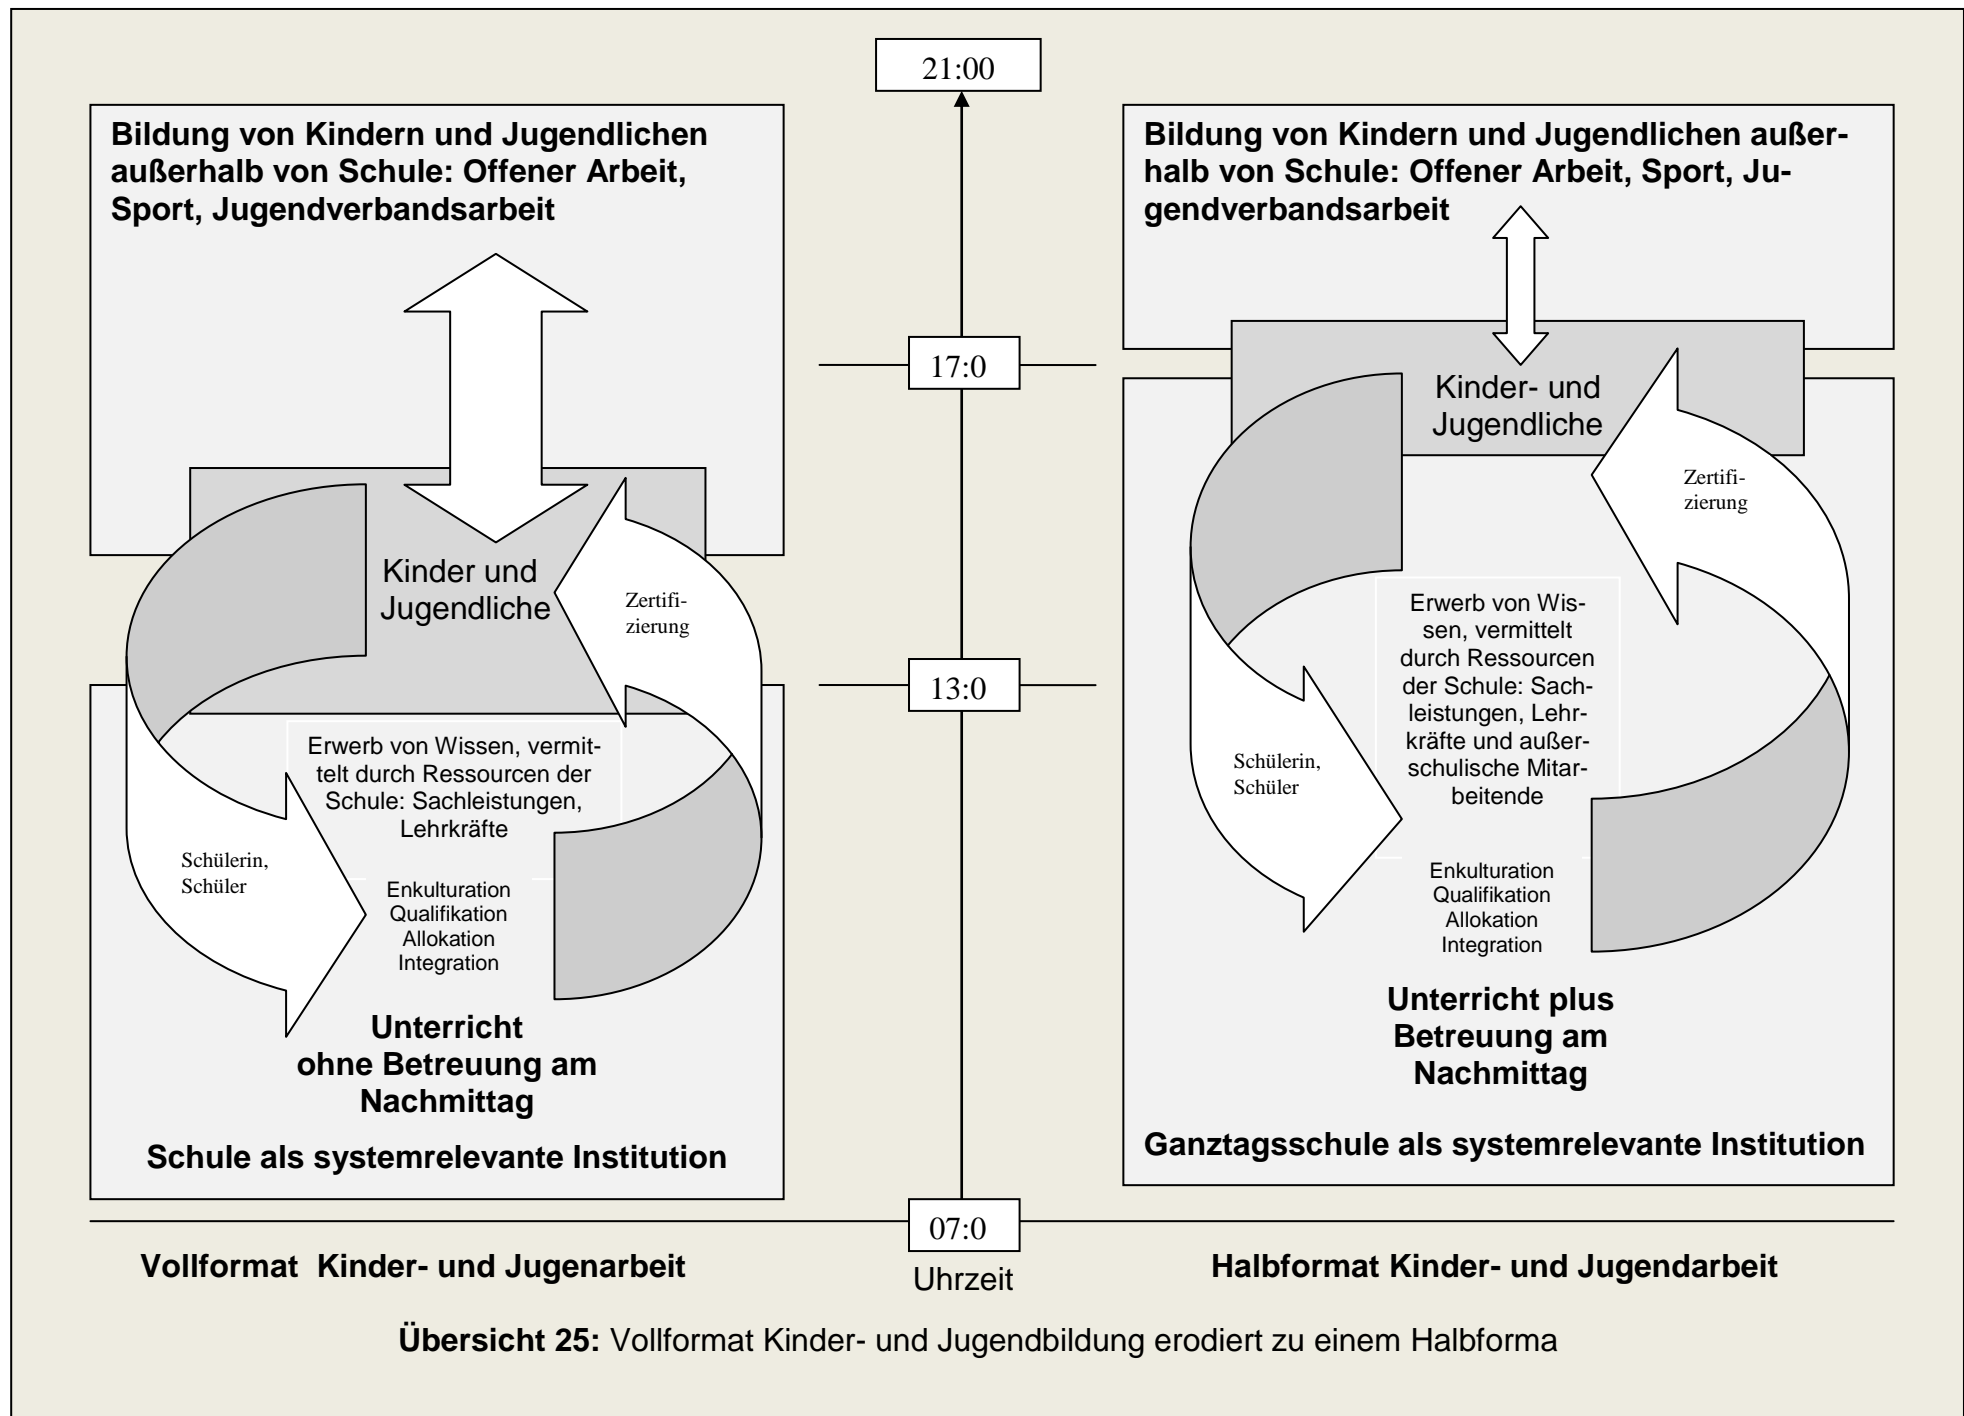 21:00
Bildung von Kindern und Jugendlichen
außerhalb von Schule: Offener Arbeit,
Sport, Jugendverbandsarbeit
Kinder und
Jugendliche
Zertifi-
zierung
Erwerb von Wissen, vermit-
telt durch Ressourcen der
Schule: Sachleistungen,
Lehrkräfte
Schülerin,
Schüler
Enkulturation
Qualifikation
Allokation
Integration
Unterricht
ohne Betreuung am
Nachmittag
Schule als systemrelevante Institution
17:0
13:0
07:0
Uhrzeit
Bildung von Kindern und Jugendlichen außer-
halb von Schule: Offener Arbeit, Sport, Ju-
gendverbandsarbeit
Kinder- und
Jugendliche
Zertifi-
zierung
Erwerb von Wis-
sen, vermittelt
durch Ressourcen
der Schule: Sach-
leistungen, Lehr-
kräfte und außer-
schulische Mitar-
beitende
Schülerin,
Schüler
Enkulturation
Qualifikation
Allokation
Integration
Unterricht plus
Betreuung am
Nachmittag
Ganztagsschule als systemrelevante Institution
Vollformat  Kinder- und Jugenarbeit
Halbformat Kinder- und Jugendarbeit
Übersicht 25: Vollformat Kinder- und Jugendbildung erodiert zu einem Halbforma